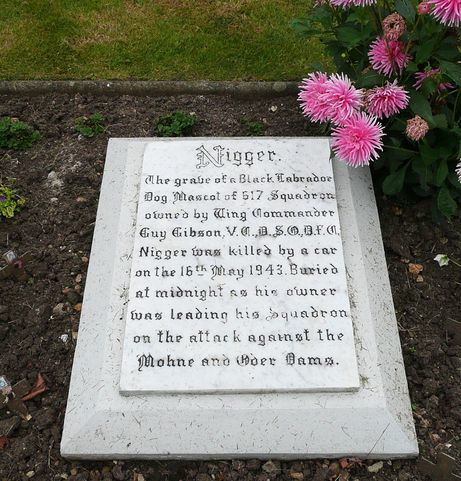 Nigger.
The grave of a Black Labrador
Dog Mascot of 617 Squadron
owned by Wing Commander
Guy Gibson, V.C., D.S.O., D.F.C.
Nigger was killed by a car
on the 16th May 1943. Buried
at midnight as his owner
was leading his Squadron
on the attack against the
Mohne and Eder Dams.